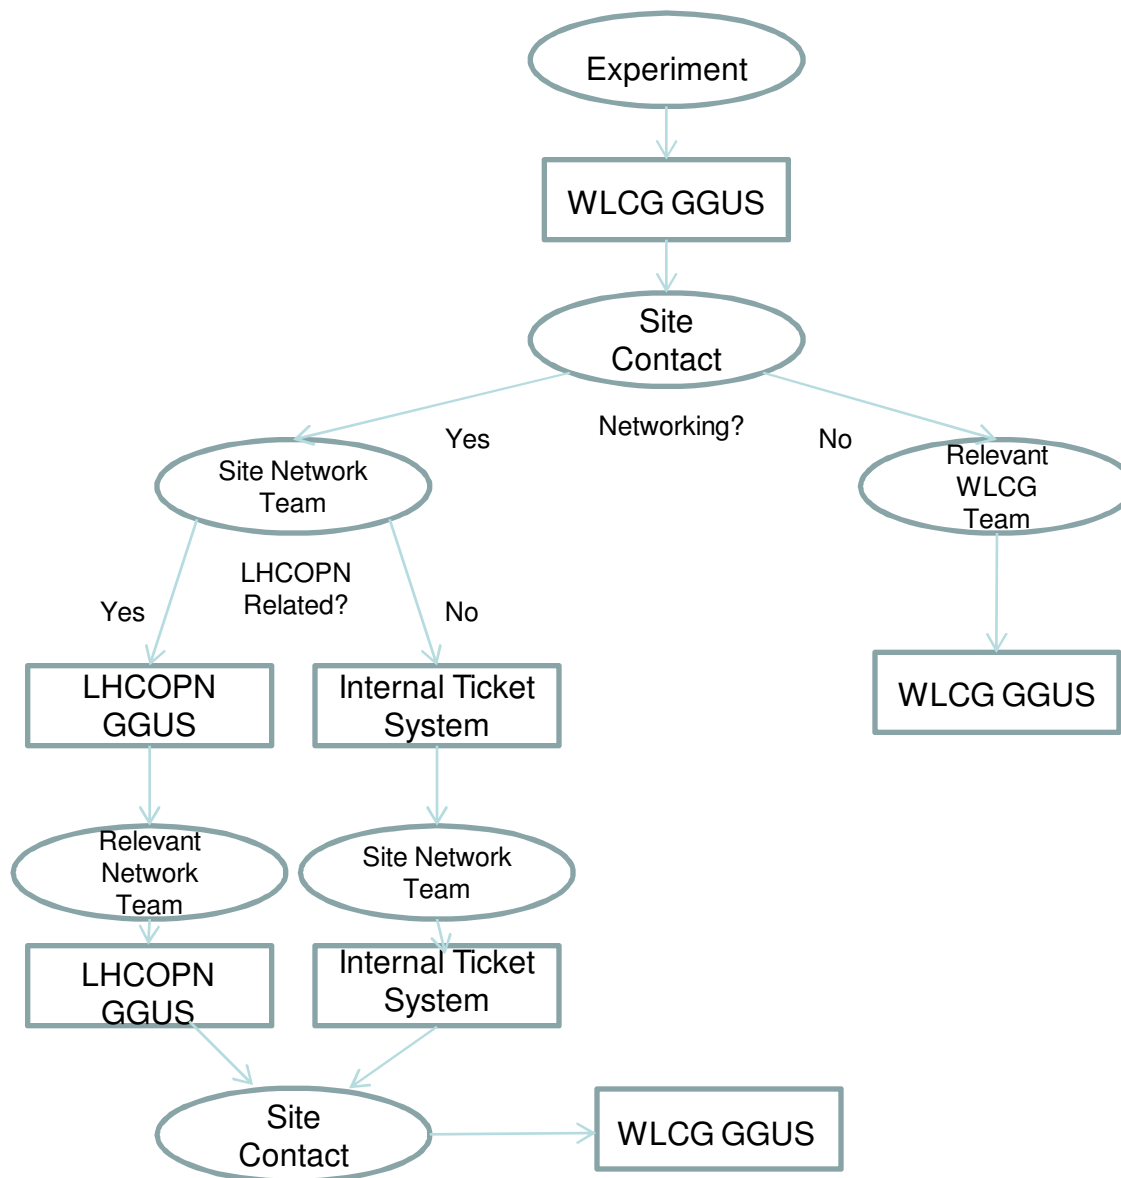 Experiment
WLCG GGUS
Site
Contact
Networking?
Yes
No
Site Network
Team
Relevant
WLCG
Team
LHCOPN
Related?
Yes
No
LHCOPN
GGUS
Internal Ticket
System
WLCG GGUS
Relevant
Network
Team
Site Network
Team
LHCOPN
GGUS
Internal Ticket
System
Site
Contact
WLCG GGUS